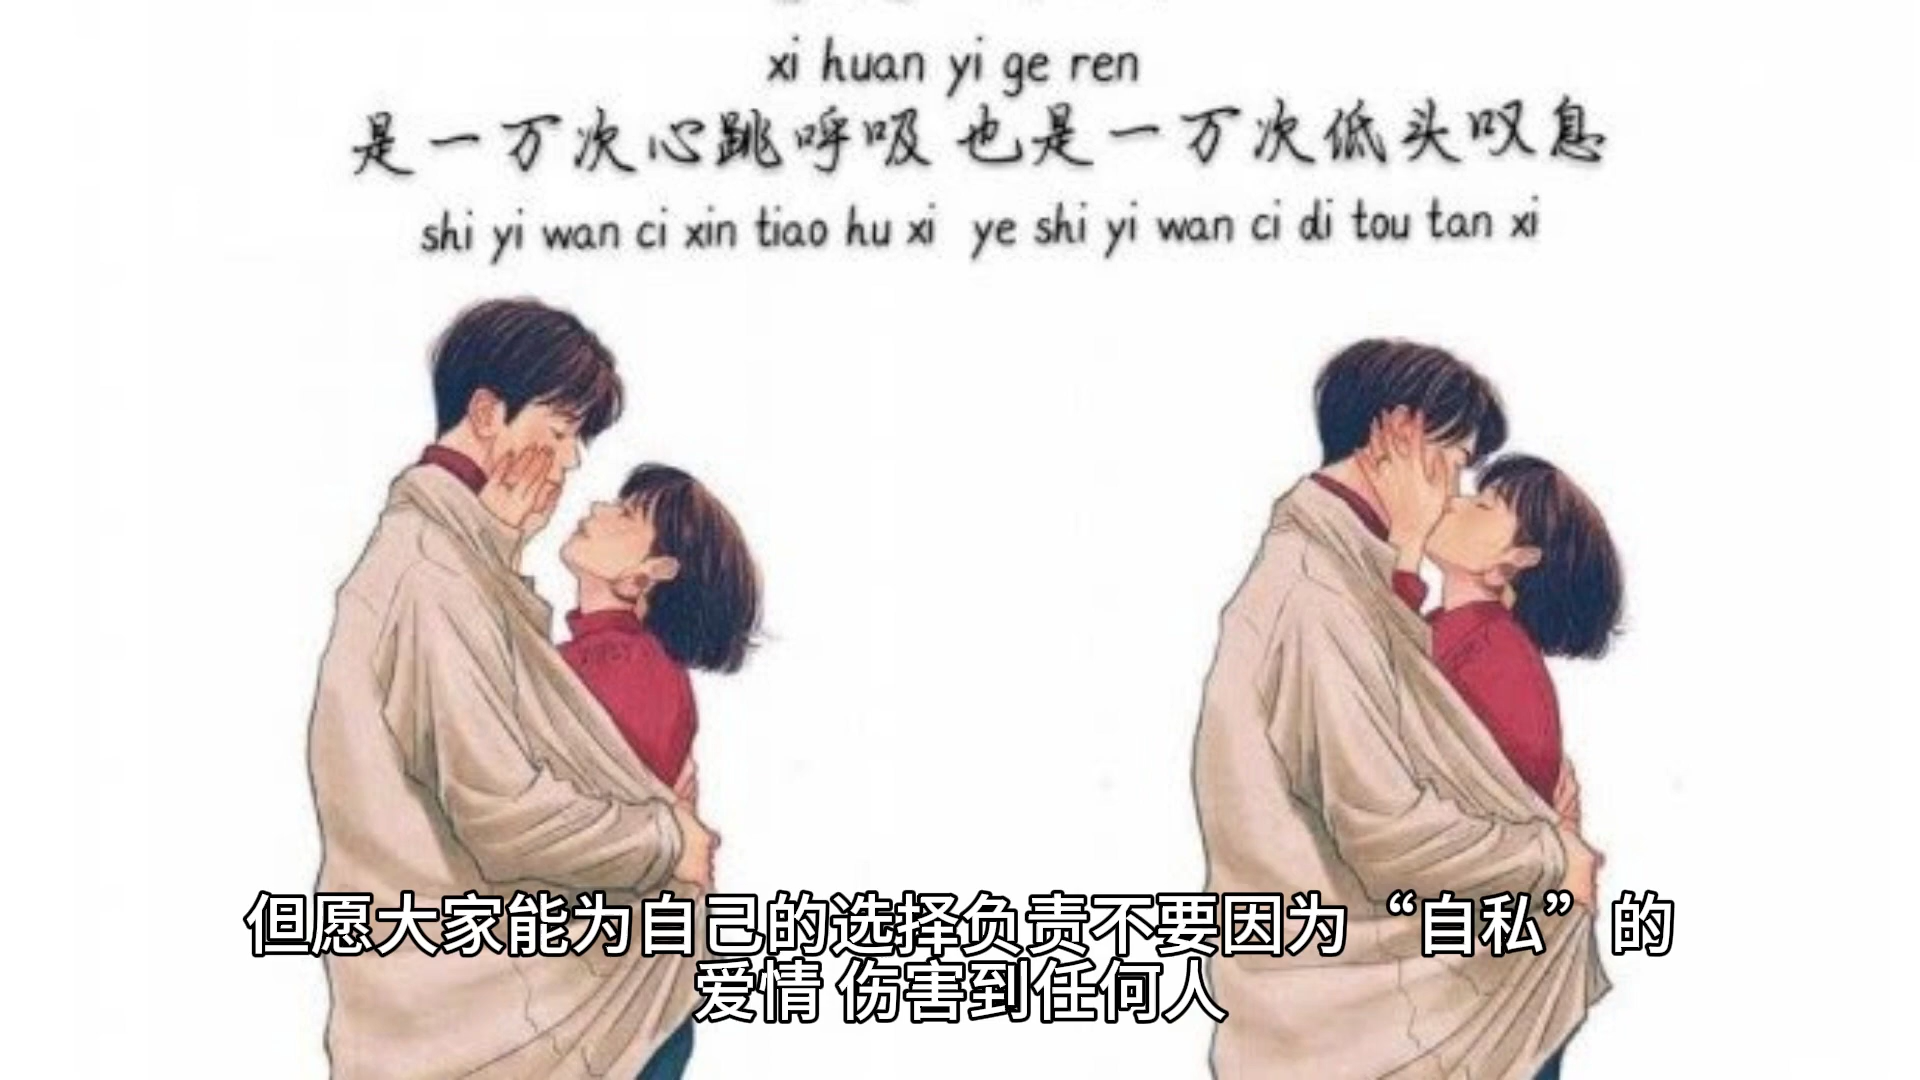 xi huan yi ge ren
是一万次心跳呼吸 也是一万次低头叹息
shi yi wan ci xin tiao hu xi ye shi yi wan ci di tou tan xi
但愿大家能为自己的选择负责不要因为“自私”的
爱情 伤害到任何人